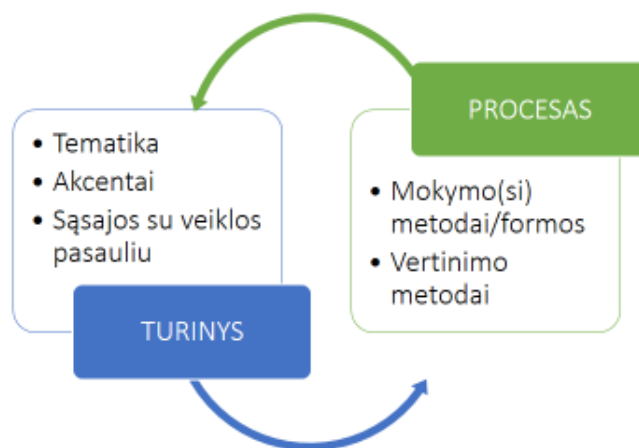 • Tematika
• Akcentai
• Sąsajos su veiklos
pasauliu
TURINYS
PROCESAS
• Mokymo(si)
metodai/formos
• Vertinimo
metodai